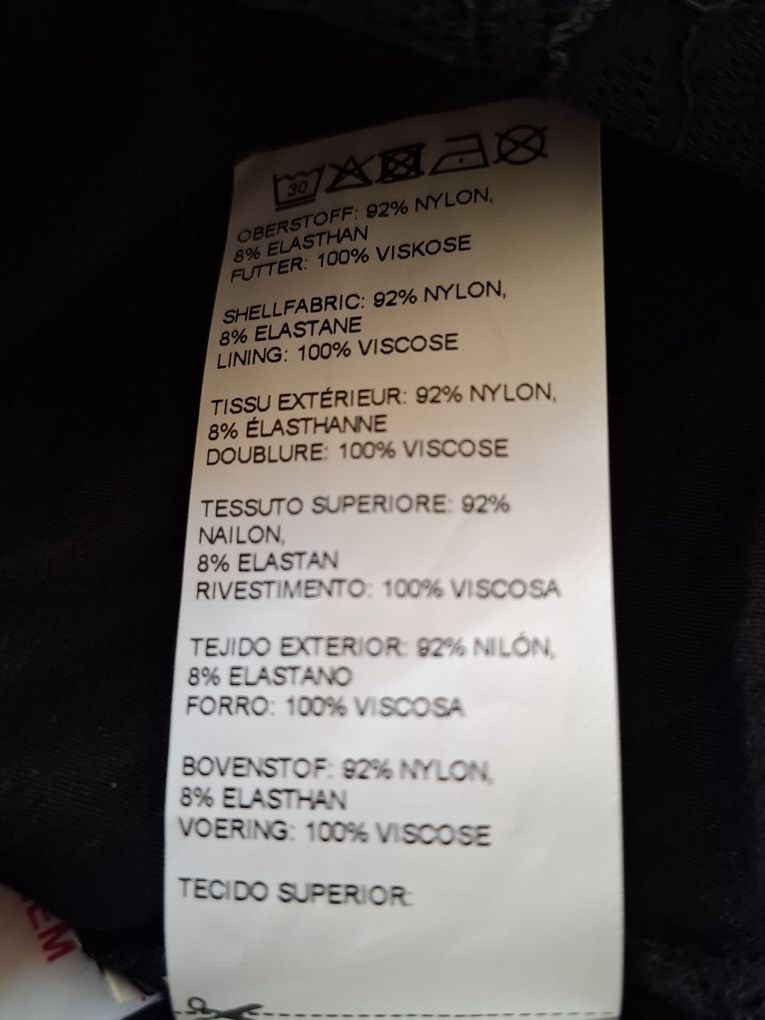 30
OBERSTOFF: 92% NYLON,
8% ELASTHAN
FUTTER: 100% VISKOSE
SHELLFABRIC: 92% NYLON,
8% ELASTANE
LINING: 100% VISCOSE
TISSU EXTÉRIEUR: 92% NYLON,
8% ÉLASTHANNE
DOUBLURE: 100% VISCOSE
TESSUTO SUPERIORE: 92%
NAILON,
8% ELASTAN
RIVESTIMENTO: 100% VISCOSA
TEJIDO EXTERIOR: 92% NILÓN,
8% ELASTANO
FORRO: 100% VISCOSA
BOVENSTOF: 92% NYLON,
8% ELASTHAN
VOERING: 100% VISCOSE
TECIDO SUPERIOR: